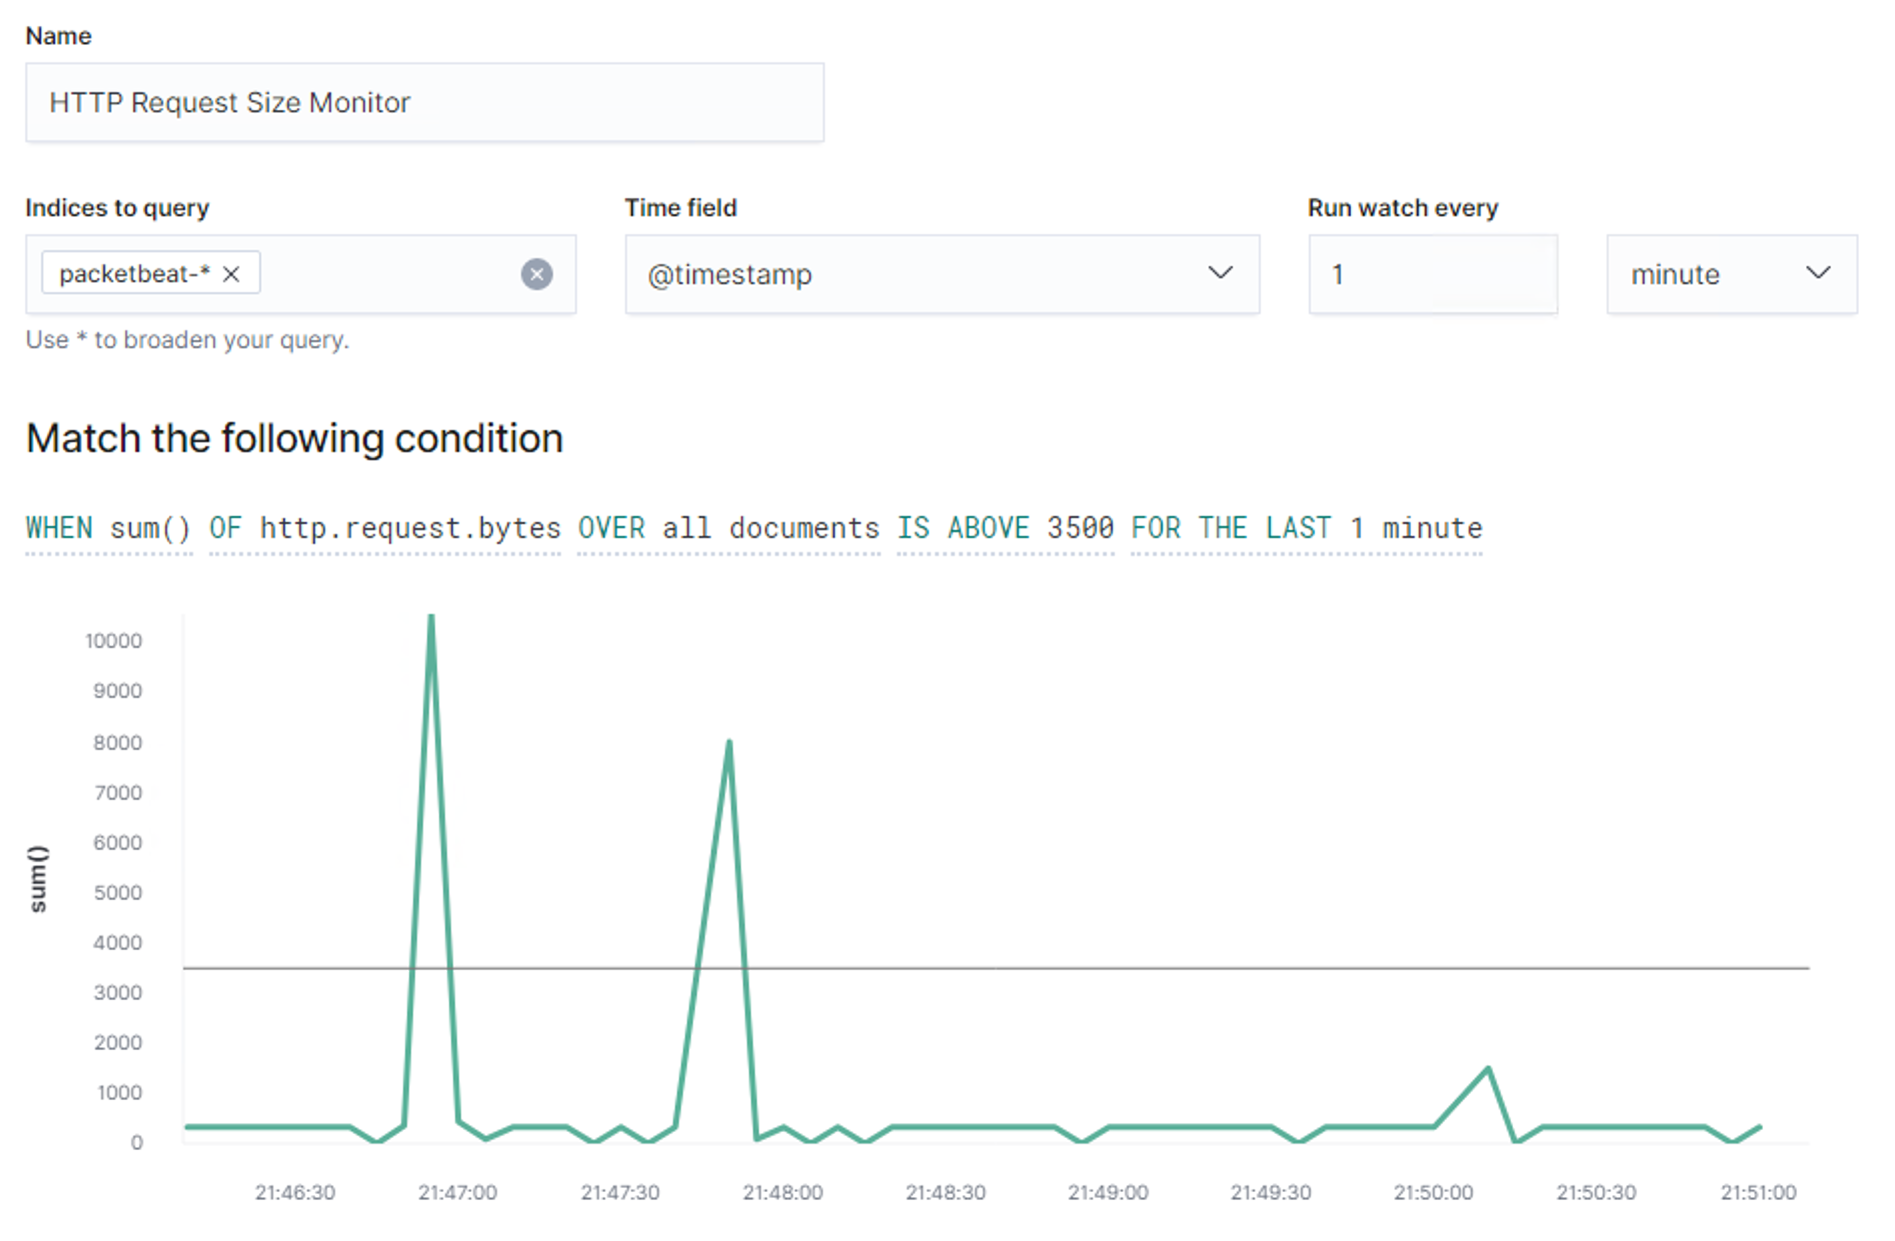 Name
HTTP Request Size Monitor
Indices to query
Time field
Run watch every
packetbeat-*
@timestamp
1
minute
Use * to broaden your query.
Match the following condition
WHEN sum() OF http.request.bytes OVER all documents IS ABOVE 3500 FOR THE LAST 1 minute
sum()
10000
9000
8000
7000
6000
5000
4000
3000
2000
1000
0
21:46:30
21:47:00
21:47:30
21:48:00
21:48:30
21:49:00
21:49:30
21:50:00
21:50:30
21:51:00